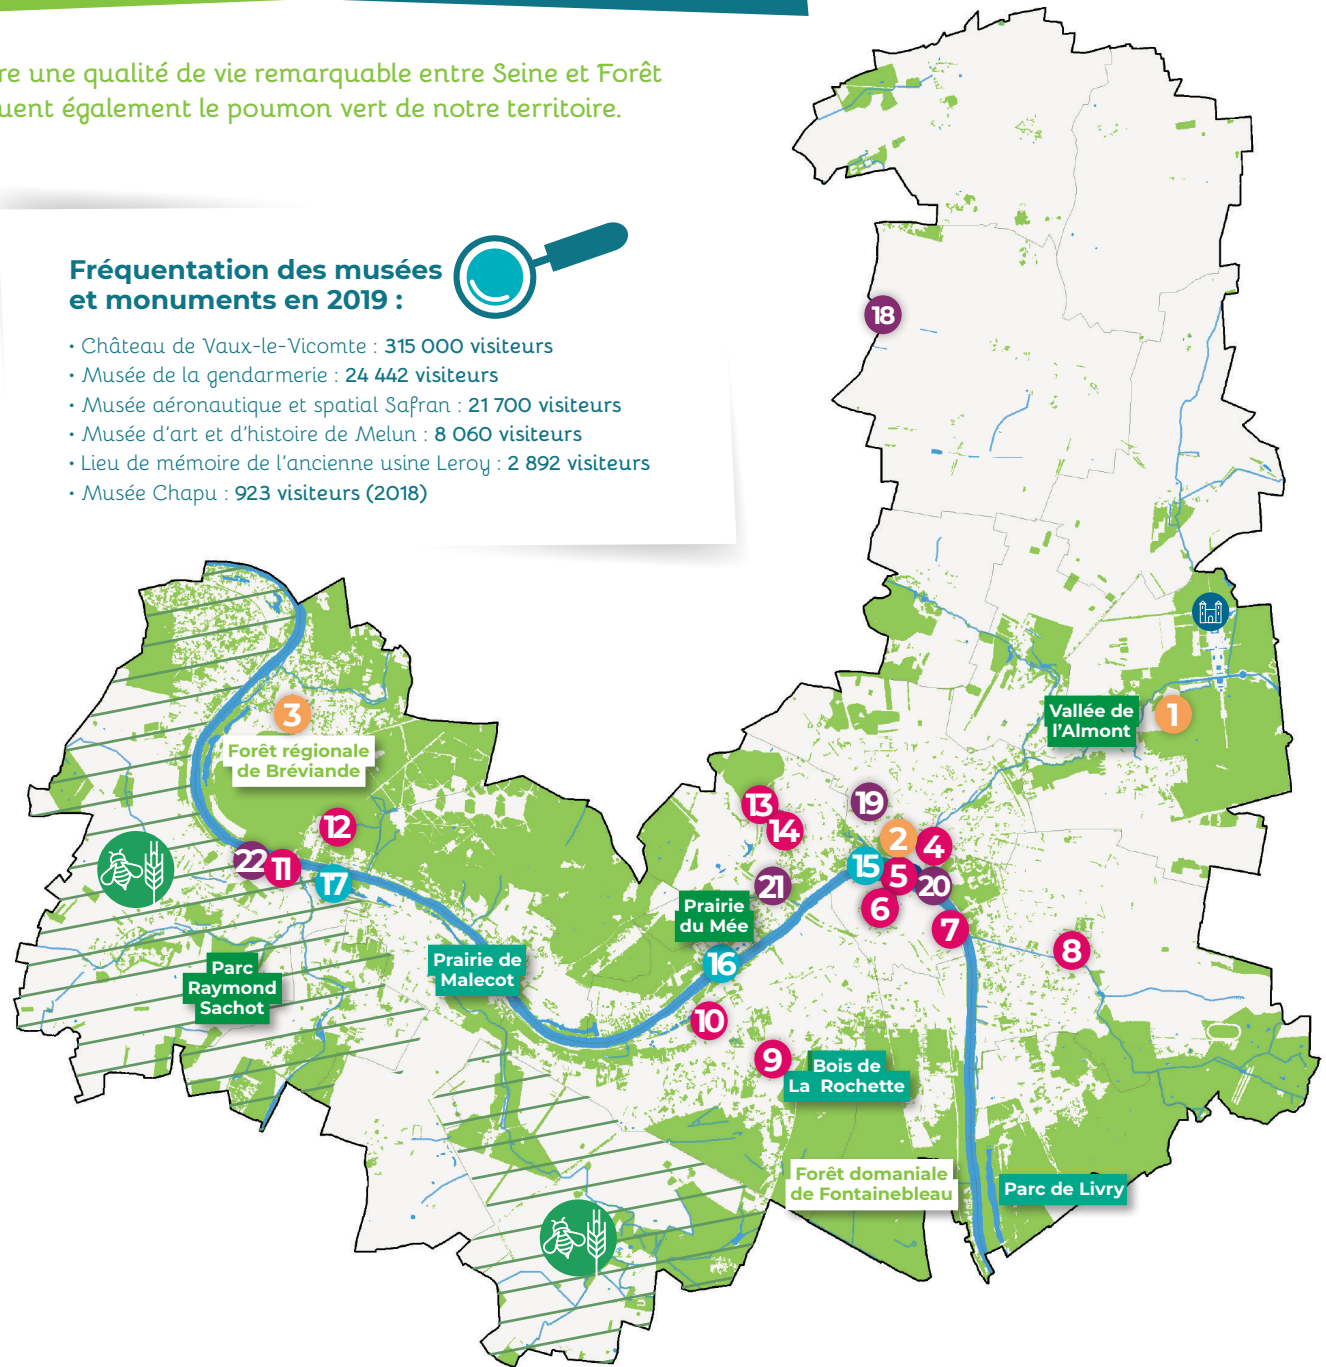 re une qualité de vie remarquable entre Seine et Forêt
uent également le poumon vert de notre territoire.
Fréquentation des musées
et monuments en 2019 :
• Château de Vaux-le-Vicomte : 315 000 visiteurs
• Musée de la gendarmerie : 24 442 visiteurs
• Musée aéronautique et spatial Safran : 21 700 visiteurs
• Musée d'art et d'histoire de Melun : 8 060 visiteurs
• Lieu de mémoire de l'ancienne usine Leroy : 2 892 visiteurs
• Musée Chapu : 923 visiteurs (2018)
18
3
Forêt régionale
de Bréviande
Vallée de
l'Almont
1
12
13
14
19
2
4
22
11
17
15
5
20
21
6
7
Prairie
du Mée
8
Prairie de
Malecot
16
Parc
Raymond
Sachot
10
9
Bois de
La Rochette
Forêt domaniale
de Fontainebleau
Parc de Livry